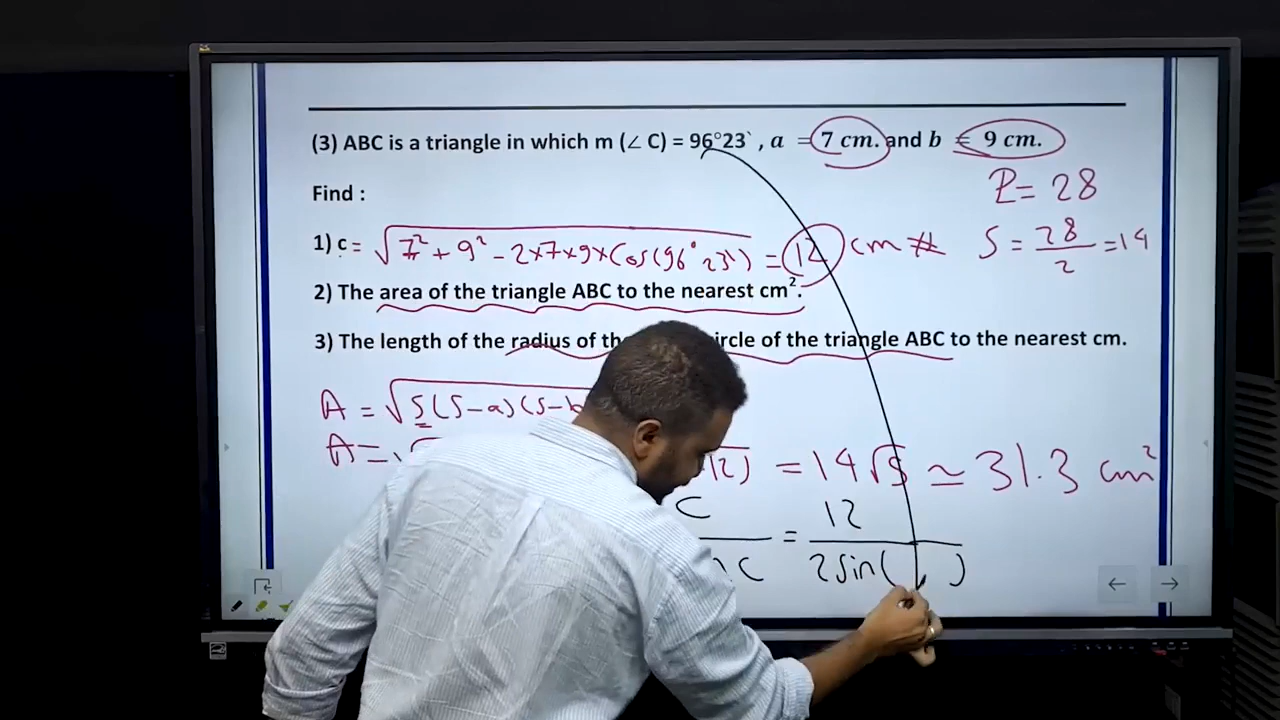 (3) ABC is a triangle in which m (∠ C) = 96°23`, a = 7 cm. and b = 9 cm.
P = 28
Find :
1) c = √7² + 9² - 2×7×9×Cos(96° 23') = 12 cm #
S = 28/2 = 14
2) The area of the triangle ABC to the nearest cm².
3) The length of the radius of the circle of the triangle ABC to the nearest cm.
A = √S(S-a)(S-b
A = √ 12) = 14√5 ≃ 31.3 cm²
C / C = 12 / 2sin( )